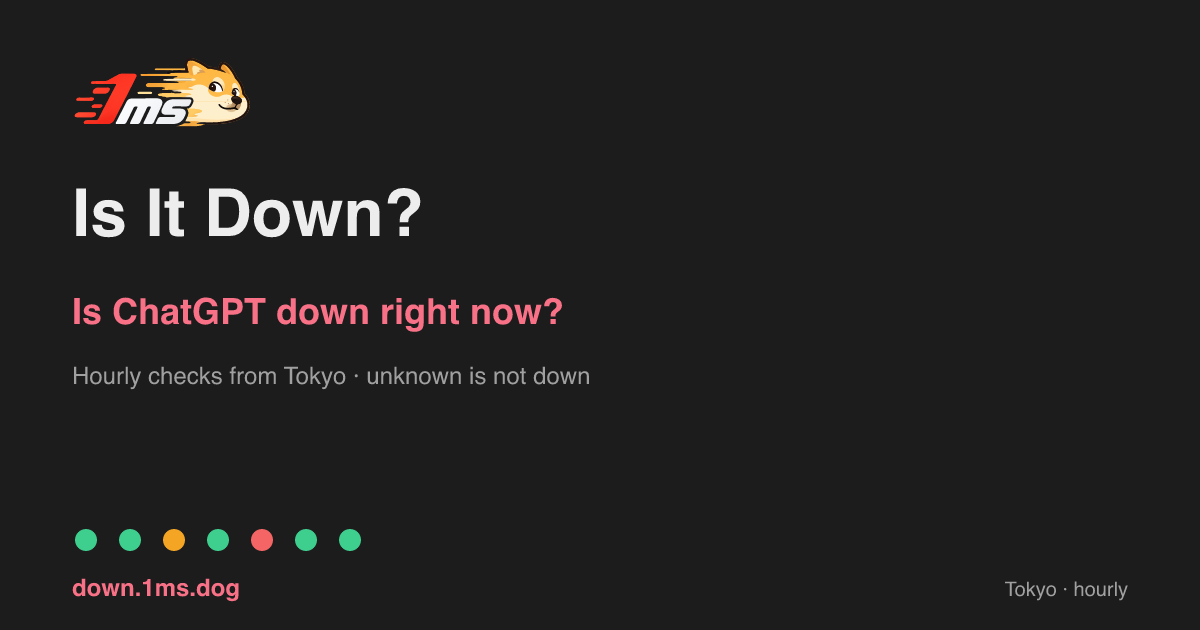 1ms
Is It Down?
Is ChatGPT down right now?
Hourly checks from Tokyo · unknown is not down
down.1ms.dog
Tokyo · hourly